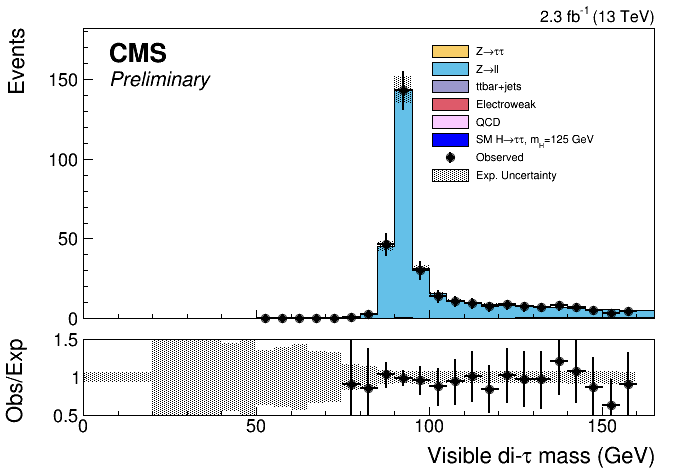 2.3 fb⁻¹ (13 TeV)
CMS
Preliminary
Events
150
100
50
0
Z→ττ
Z→ll
ttbar+jets
Electroweak
QCD
SM H→ττ, m_H=125 GeV
Observed
Exp. Uncertainty
Obs/Exp
1.5
1
0.5
0 50 100 150
Visible di-τ mass (GeV)